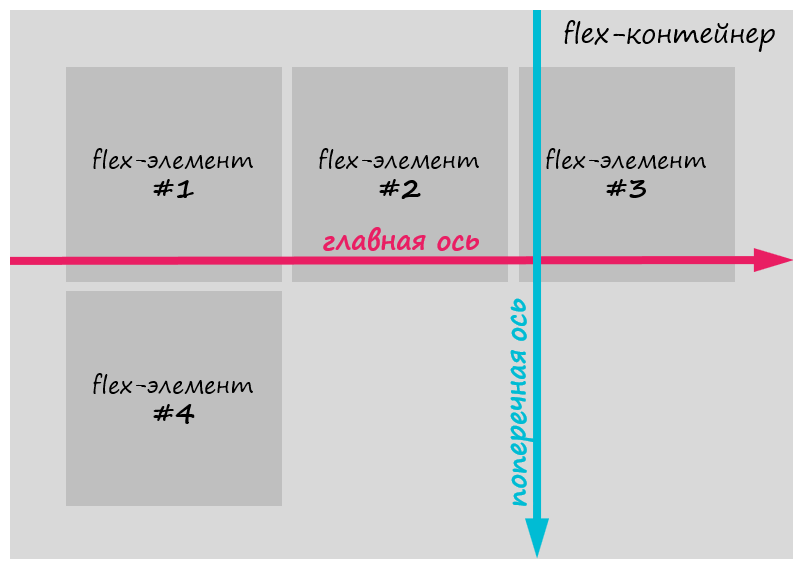 flex-контейнер
flex-элемент
#1
flex-элемент
#2
flex-элемент
#3
главная ось
поперечная ось
flex-элемент
#4